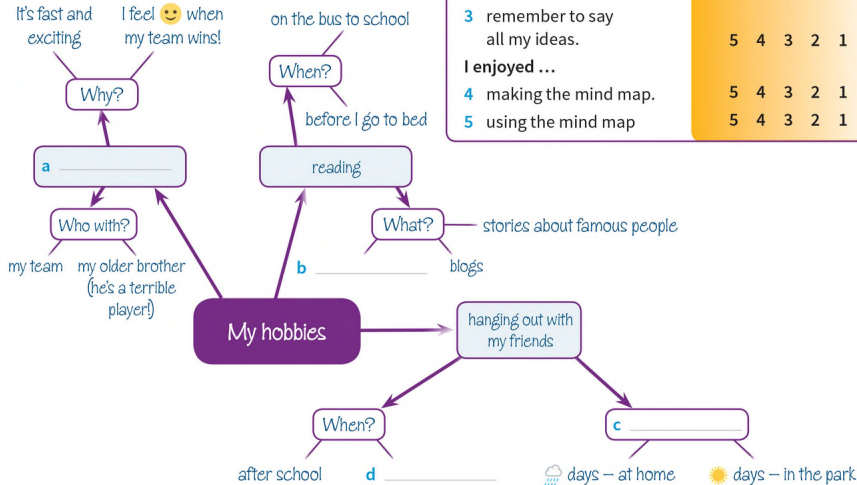 It's fast and
exciting
I feel 🙂 when
my team wins!
Why?
a
Who with?
my team
my older brother
(he's a terrible
player!)
on the bus to school
When?
before I go to bed
reading
What?
stories about famous people
b
blogs
3 remember to say
all my ideas.
5 4 3 2 1
I enjoyed ...
4 making the mind map.
5 4 3 2 1
5 using the mind map
5 4 3 2 1
My hobbies
hanging out with
my friends
When?
after school
d
c
days – at home
days – in the park